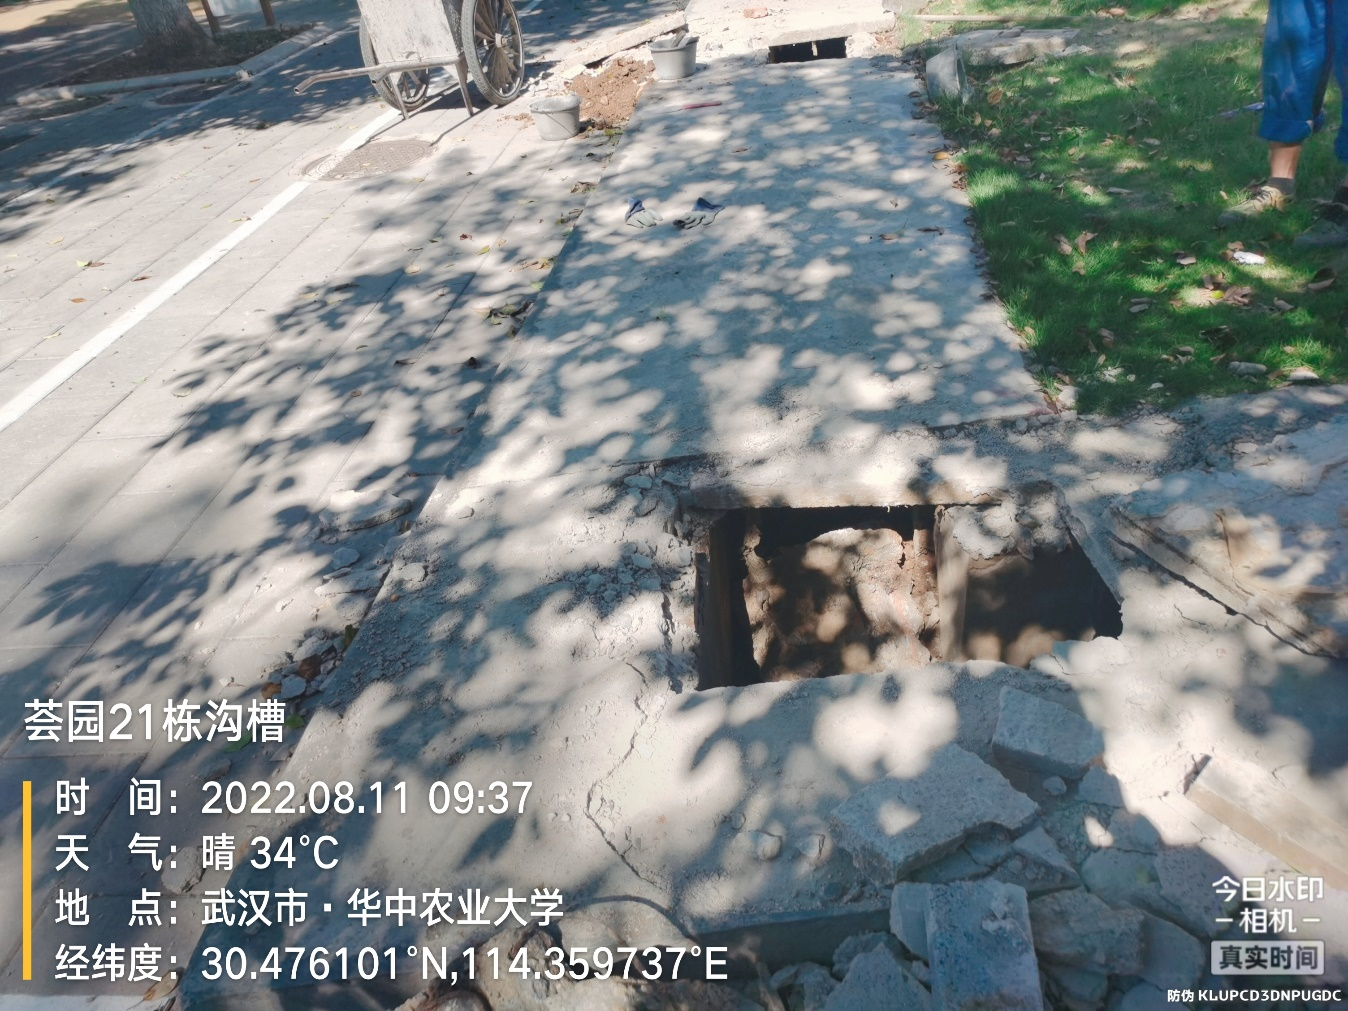 荟园21栋沟槽
时 间：2022.08.11 09:37
天 气：晴 34°C
地 点：武汉市·华中农业大学
经纬度：30.476101°N,114.359737°E
今日水印
-相机-
真实时间
防伪 KLUPCD3DNPUGDC